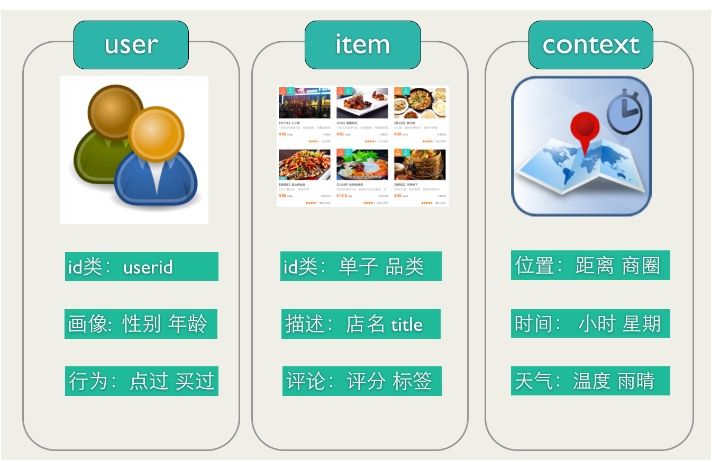 user
id类：userid
画像: 性别 年龄
行为：点过 买过
item
id类：单子 品类
描述：店名 title
评论：评分 标签
context
位置：距离 商圈
时间： 小时 星期
天气：温度 雨晴